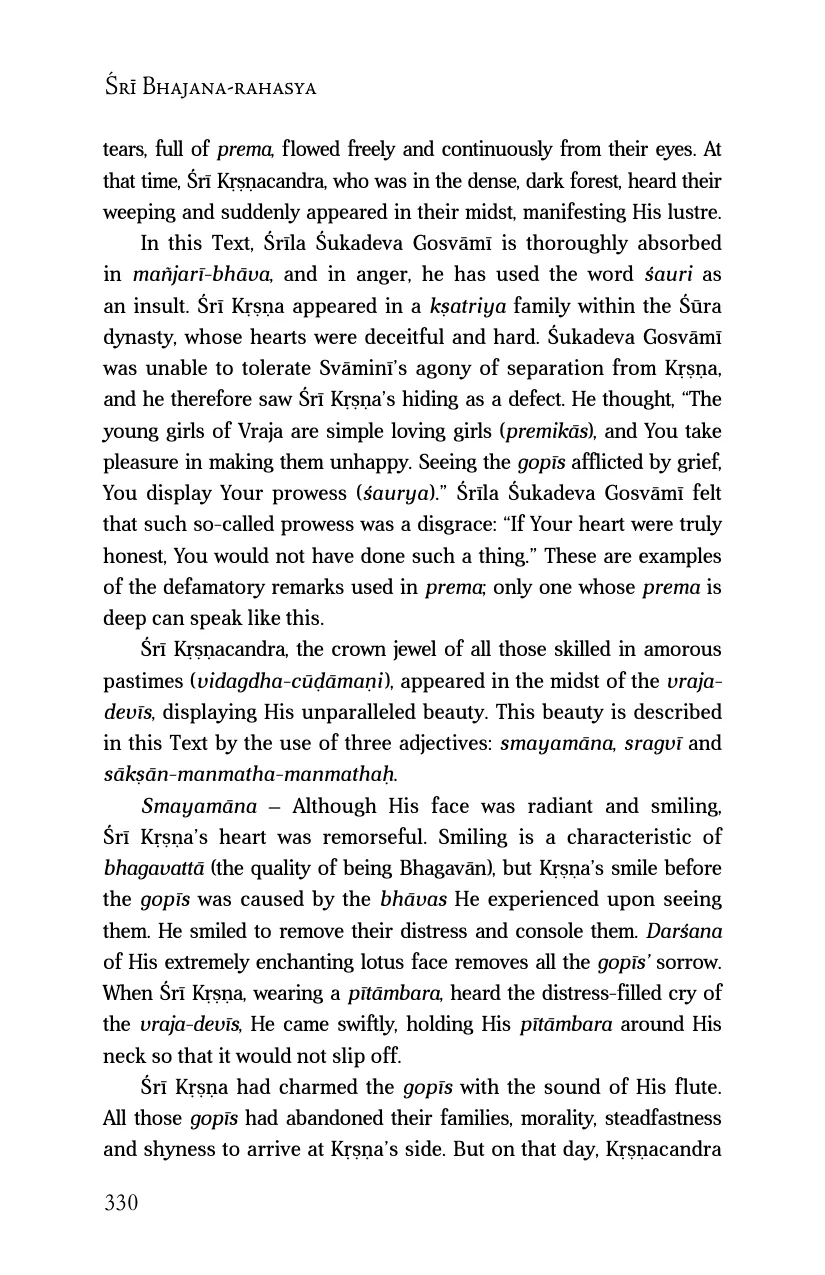 Śrī Bhajana-rahasya
tears, full of prema, flowed freely and continuously from their eyes. At
that time, Śrī Kṛṣṇacandra, who was in the dense, dark forest, heard their
weeping and suddenly appeared in their midst, manifesting His lustre.
In this Text, Śrīla Śukadeva Gosvāmī is thoroughly absorbed
in mañjarī-bhāva, and in anger, he has used the word śauri as
an insult. Śrī Kṛṣṇa appeared in a kṣatriya family within the Śūra
dynasty, whose hearts were deceitful and hard. Śukadeva Gosvāmī
was unable to tolerate Svāminī’s agony of separation from Kṛṣṇa,
and he therefore saw Śrī Kṛṣṇa’s hiding as a defect. He thought, “The
young girls of Vraja are simple loving girls (premikās), and You take
pleasure in making them unhappy. Seeing the gopīs afflicted by grief,
You display Your prowess (śaurya).” Śrīla Śukadeva Gosvāmī felt
that such so-called prowess was a disgrace: “If Your heart were truly
honest, You would not have done such a thing.” These are examples
of the defamatory remarks used in prema; only one whose prema is
deep can speak like this.
Śrī Kṛṣṇacandra, the crown jewel of all those skilled in amorous
pastimes (vidagdha-cūḍāmaṇi), appeared in the midst of the vraja-
devīs, displaying His unparalleled beauty. This beauty is described
in this Text by the use of three adjectives: smayamāna, sragvī and
sākṣān-manmatha-manmathaḥ.
Smayamāna – Although His face was radiant and smiling,
Śrī Kṛṣṇa’s heart was remorseful. Smiling is a characteristic of
bhagavattā (the quality of being Bhagavān), but Kṛṣṇa’s smile before
the gopīs was caused by the bhāvas He experienced upon seeing
them. He smiled to remove their distress and console them. Darśana
of His extremely enchanting lotus face removes all the gopīs’ sorrow.
When Śrī Kṛṣṇa, wearing a pītāmbara, heard the distress-filled cry of
the vraja-devīs, He came swiftly, holding His pītāmbara around His
neck so that it would not slip off.
Śrī Kṛṣṇa had charmed the gopīs with the sound of His flute.
All those gopīs had abandoned their families, morality, steadfastness
and shyness to arrive at Kṛṣṇa’s side. But on that day, Kṛṣṇacandra
330